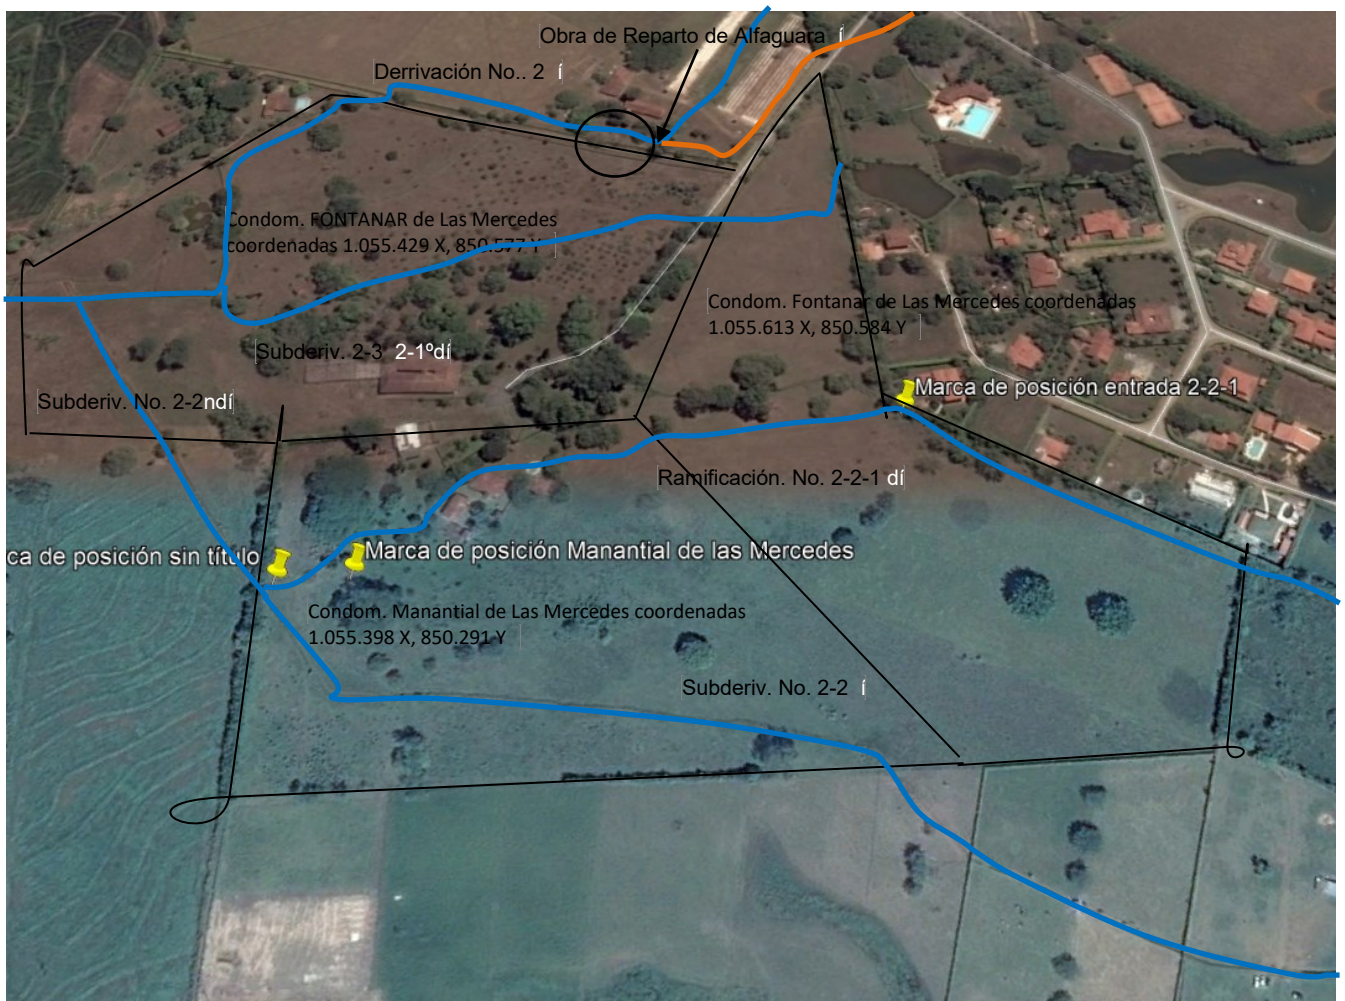 Obra de Reparto de Alfaguara í
Derrivación No.. 2 í
Condom. FONTANAR de Las Mercedes
coordenadas 1.055.429 X, 850.577 Y
Condom. Fontanar de Las Mercedes coordenadas
1.055.613 X, 850.584 Y
Subderiv. 2-3 2-1ºdí
Subderiv. No. 2-2ndí
Marca de posición entrada 2-2-1
Ramificación. No. 2-2-1 dí
rca de posición sin título
Marca de posición Manantial de las Mercedes
Condom. Manantial de Las Mercedes coordenadas
1.055.398 X, 850.291 Y
Subderiv. No. 2-2 í